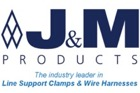 J&M
PRODUCTS
The industry leader in
Line Support Clamps & Wire Harnesses